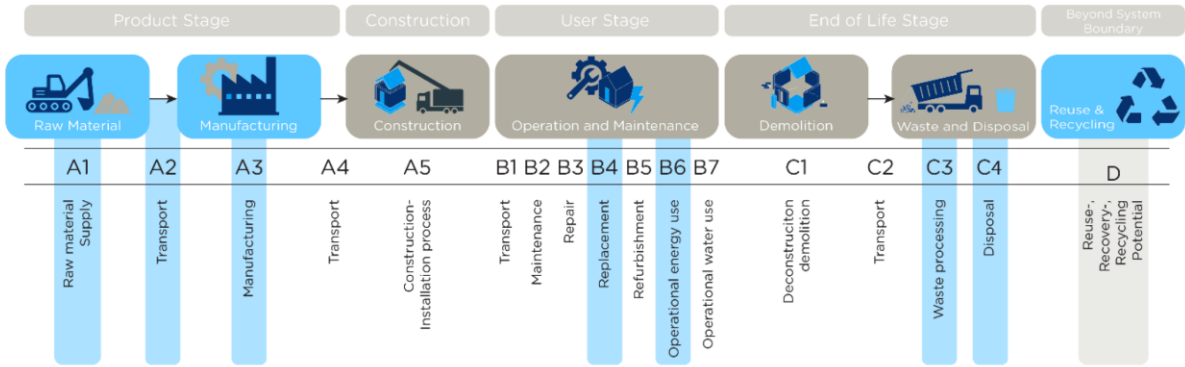 Product Stage
Construction
User Stage
End of Life Stage
Beyond System
Boundary
Raw Material
Manufacturing
Construction
Operation and Maintenance
Demolition
Waste and Disposal
Reuse &
Recycling
A1
A2
A3
A4
A5
B1
B2
B3
B4
B5
B6
B7
C1
C2
C3
C4
D
Raw material
Supply
Transport
Manufacturing
Transport
Construction-
Installation process
Transport
Maintenance
Repair
Replacement
Refurbishment
Operational energy use
Operational water use
Deconstruciton
demolition
Transport
Waste processing
Disposal
Reuse-,
Recovery-,
Recycling
Potential